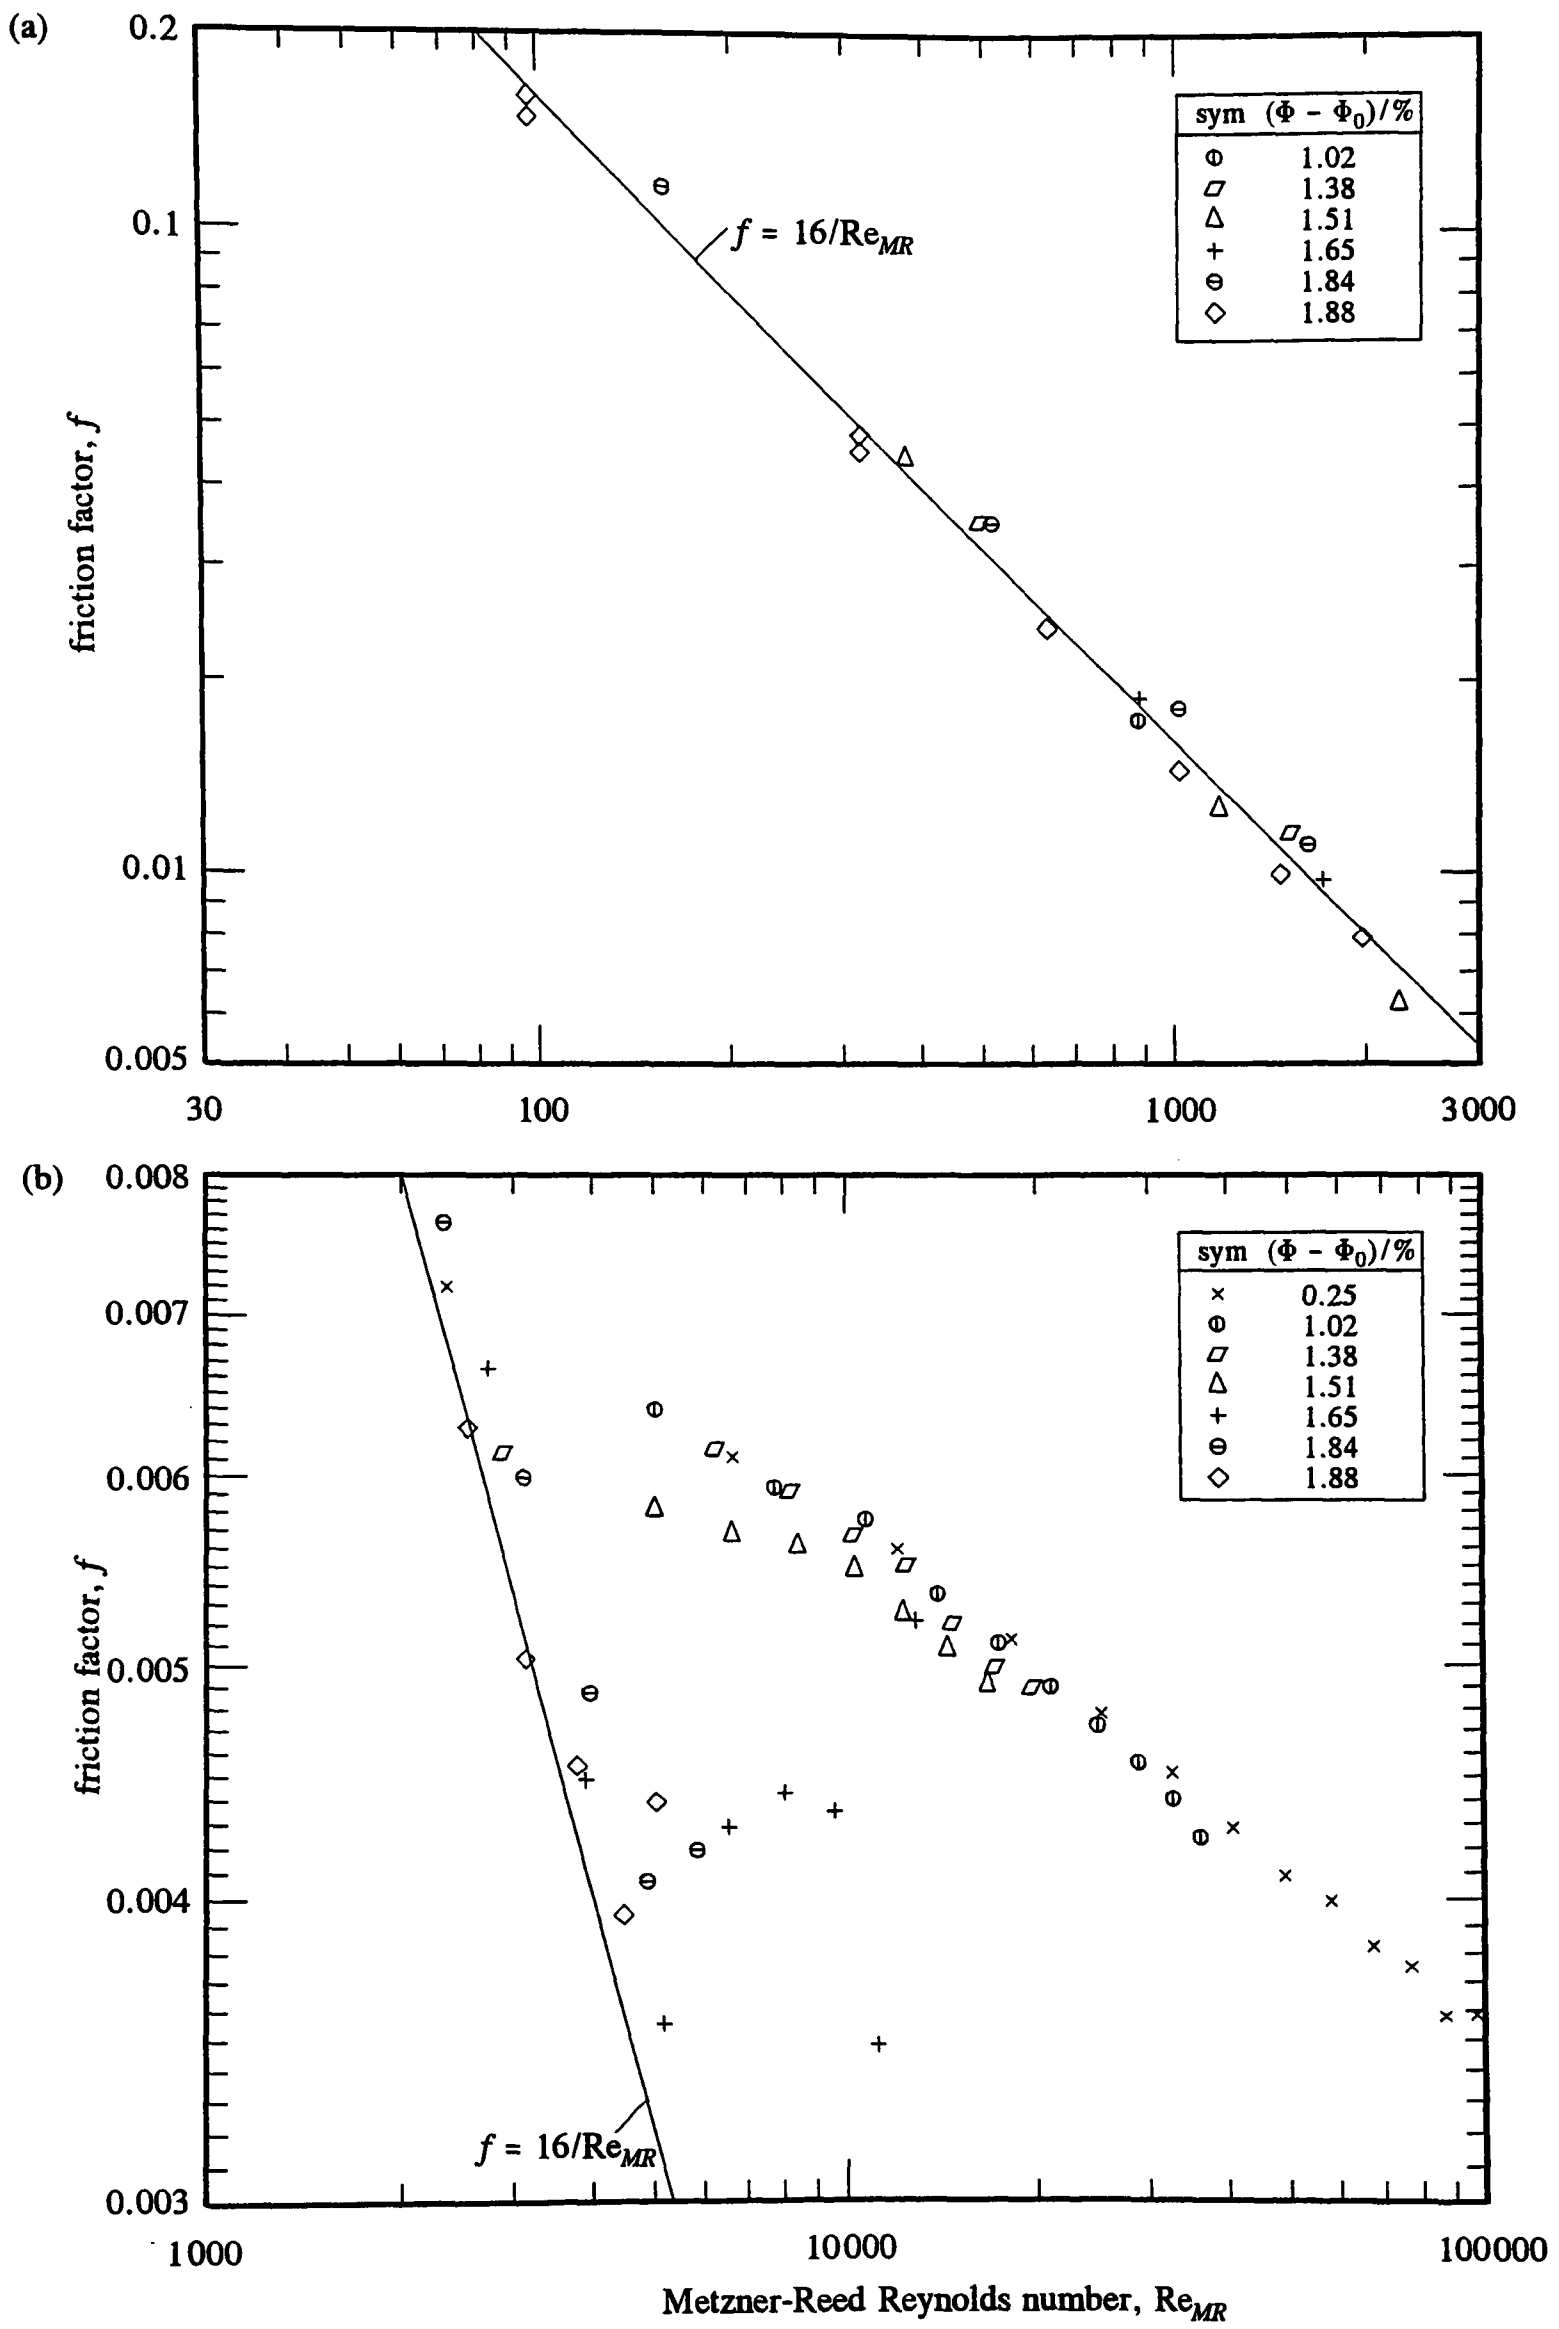 (a)
0.2
0.1
0.01
0.005
friction factor, f
f = 16/Re_MR
sym (Φ - Φ₀)/%
1.02
1.38
1.51
1.65
1.84
1.88
30 100 1000 3000
(b)
0.008
0.007
0.006
0.005
0.004
0.003
friction factor, f
sym (Φ - Φ₀)/%
0.25
1.02
1.38
1.51
1.65
1.84
1.88
f = 16/Re_MR
1000 10000 100000
Metzner-Reed Reynolds number, Re_MR